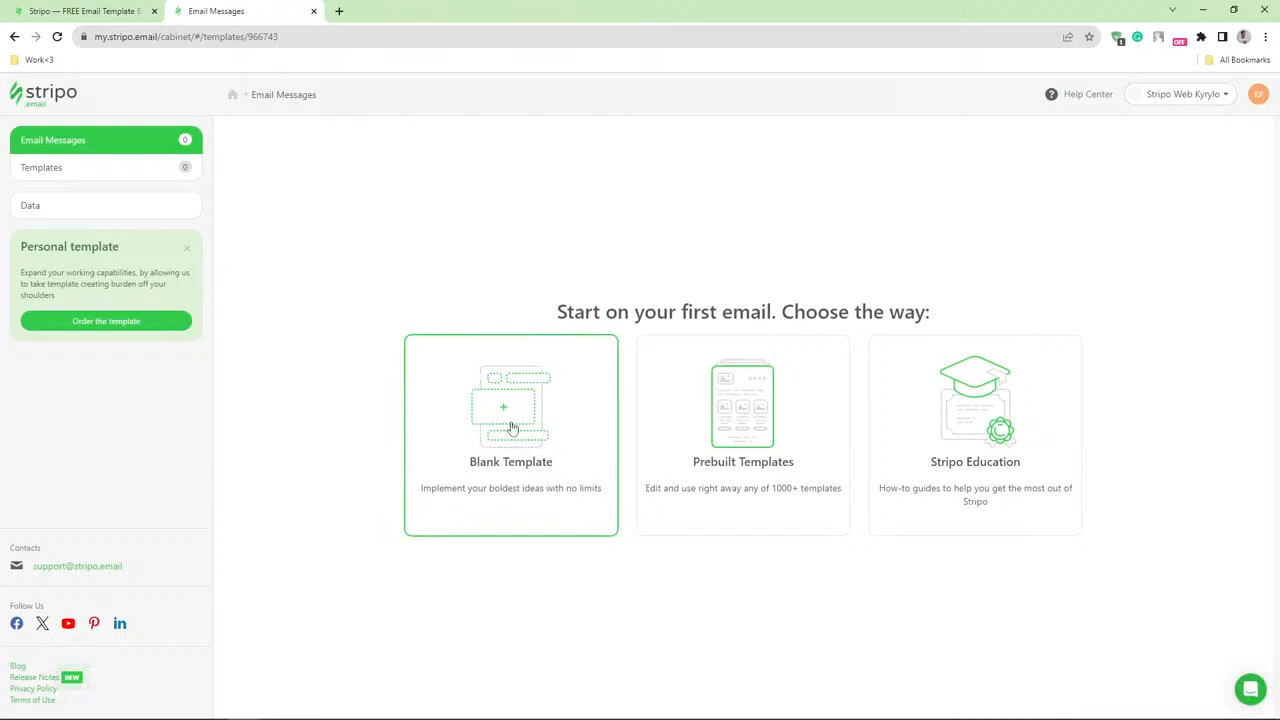 Stripo — FREE Email Template E
Email Messages
my.stripo.email/cabinet/#/templates/966743
1
OFF
Work<3
All Bookmarks
stripo
.email
Email Messages
Help Center
Stripo Web Kyrylo
KP
Email Messages 0
Templates 0
Data
Personal template
Expand your working capabilities, by allowing us
to take template creating burden off your
shoulders
Order the template
Start on your first email. Choose the way:
Blank Template
Implement your boldest ideas with no limits
Prebuilt Templates
Edit and use right away any of 1000+ templates
Stripo Education
How-to guides to help you get the most out of
Stripo
Contacts
support@stripo.email
Follow Us
Blog
Release Notes NEW
Privacy Policy
Terms of Use